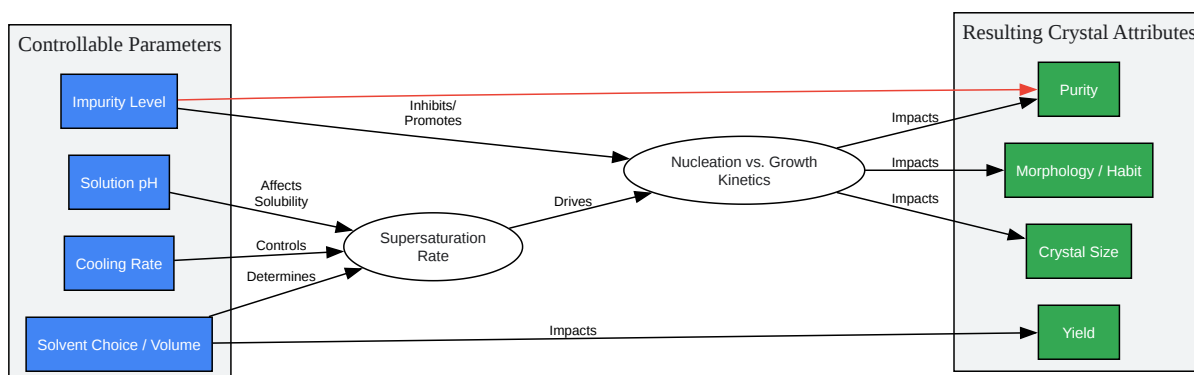 Controllable Parameters
Resulting Crystal Attributes
Impurity Level
Purity
Inhibits/
Promotes
Impacts
Nucleation vs. Growth
Kinetics
Impacts
Morphology / Habit
Solution pH
Affects
Solubility
Drives
Impacts
Supersaturation
Rate
Cooling Rate
Controls
Crystal Size
Determines
Solvent Choice / Volume
Impacts
Yield